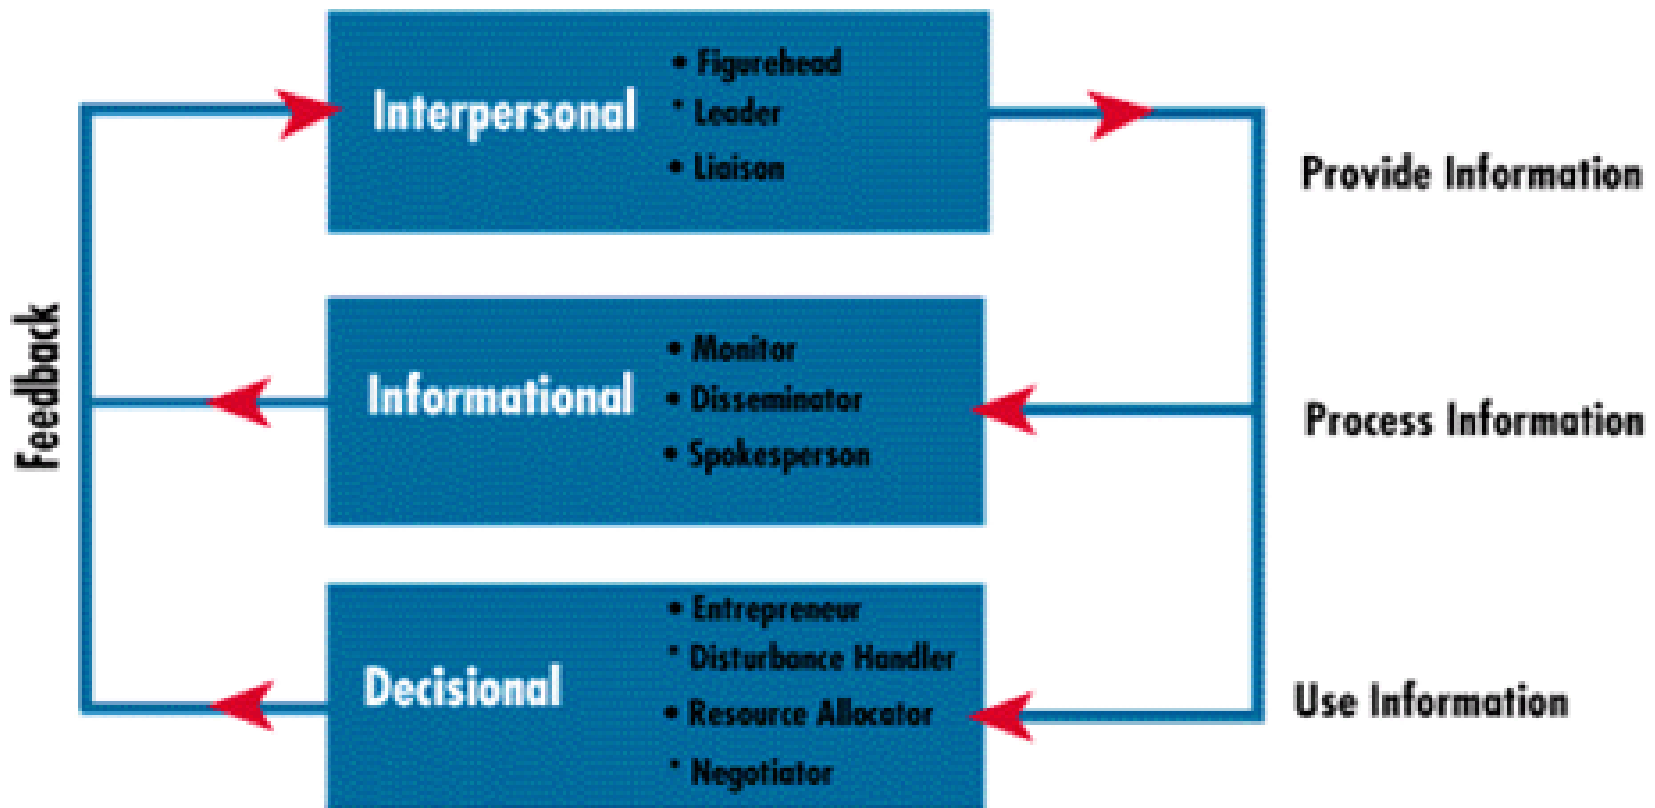 Interpersonal
• Figurehead
• Leader
• Liaison
Provide Information
Feedback
Informational
• Monitor
• Disseminator
• Spokesperson
Process Information
Decisional
• Entrepreneur
• Disturbance Handler
• Resource Allocator
• Negotiator
Use Information